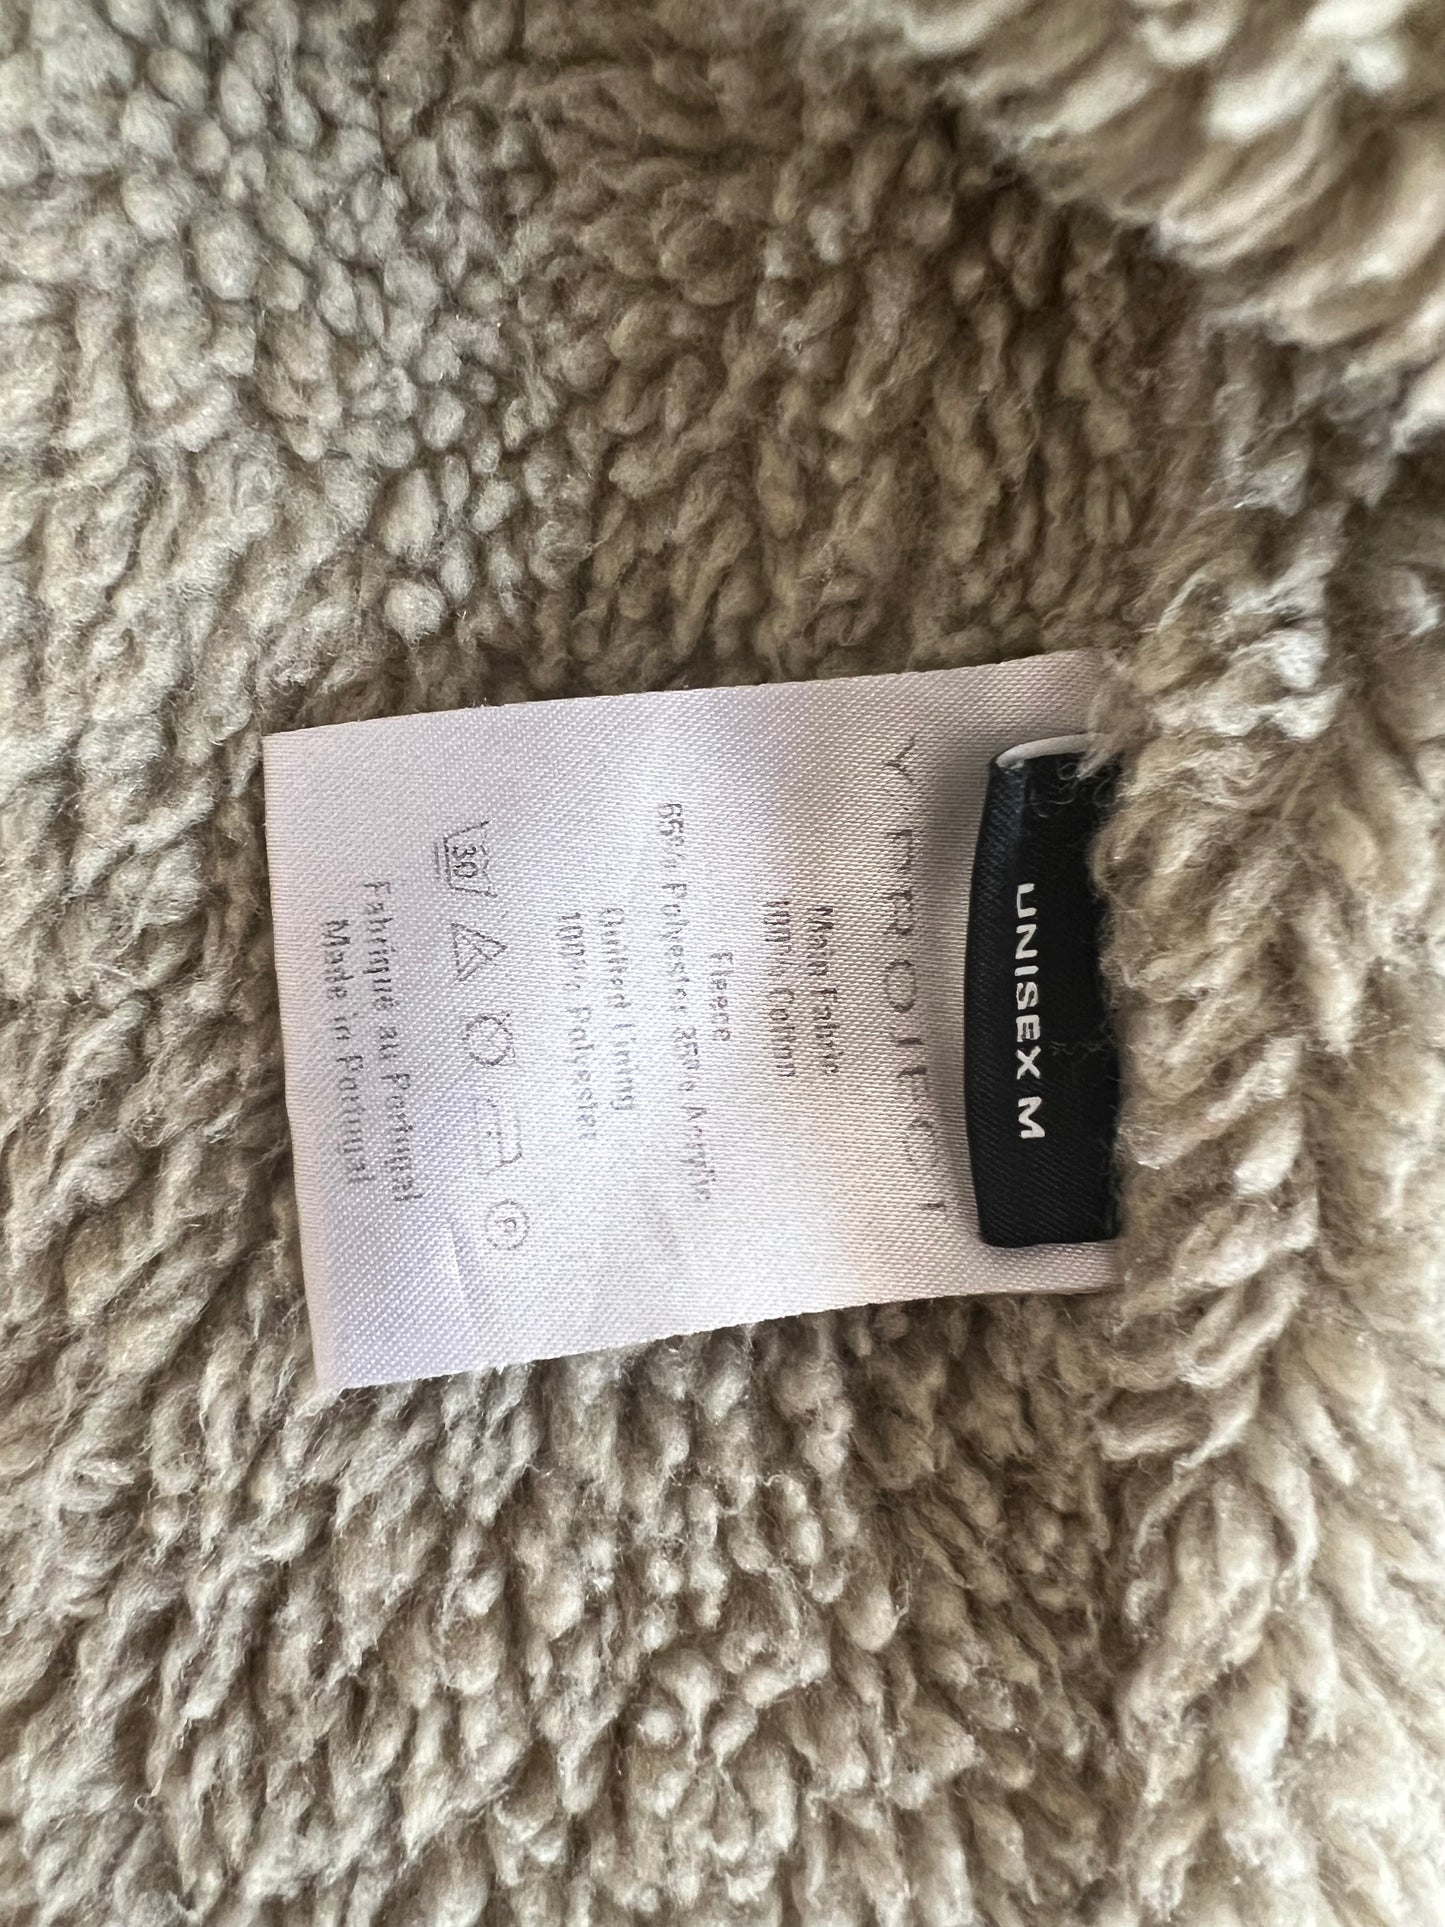 UNISEX M
Main Fabric
100% Cotton
Fleece
65% Polyester 35% Acrylic
Quilted Lining
100% Polyester
30
P
Fabriqué au Portugal
Made in Portugal